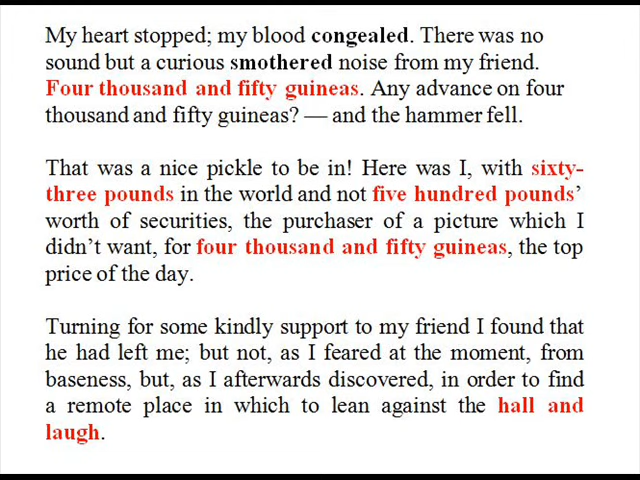 My heart stopped; my blood congealed. There was no
sound but a curious smothered noise from my friend.
Four thousand and fifty guineas. Any advance on four
thousand and fifty guineas? — and the hammer fell.
That was a nice pickle to be in! Here was I, with sixty-
three pounds in the world and not five hundred pounds’
worth of securities, the purchaser of a picture which I
didn’t want, for four thousand and fifty guineas, the top
price of the day.
Turning for some kindly support to my friend I found that
he had left me; but not, as I feared at the moment, from
baseness, but, as I afterwards discovered, in order to find
a remote place in which to lean against the hall and
laugh.